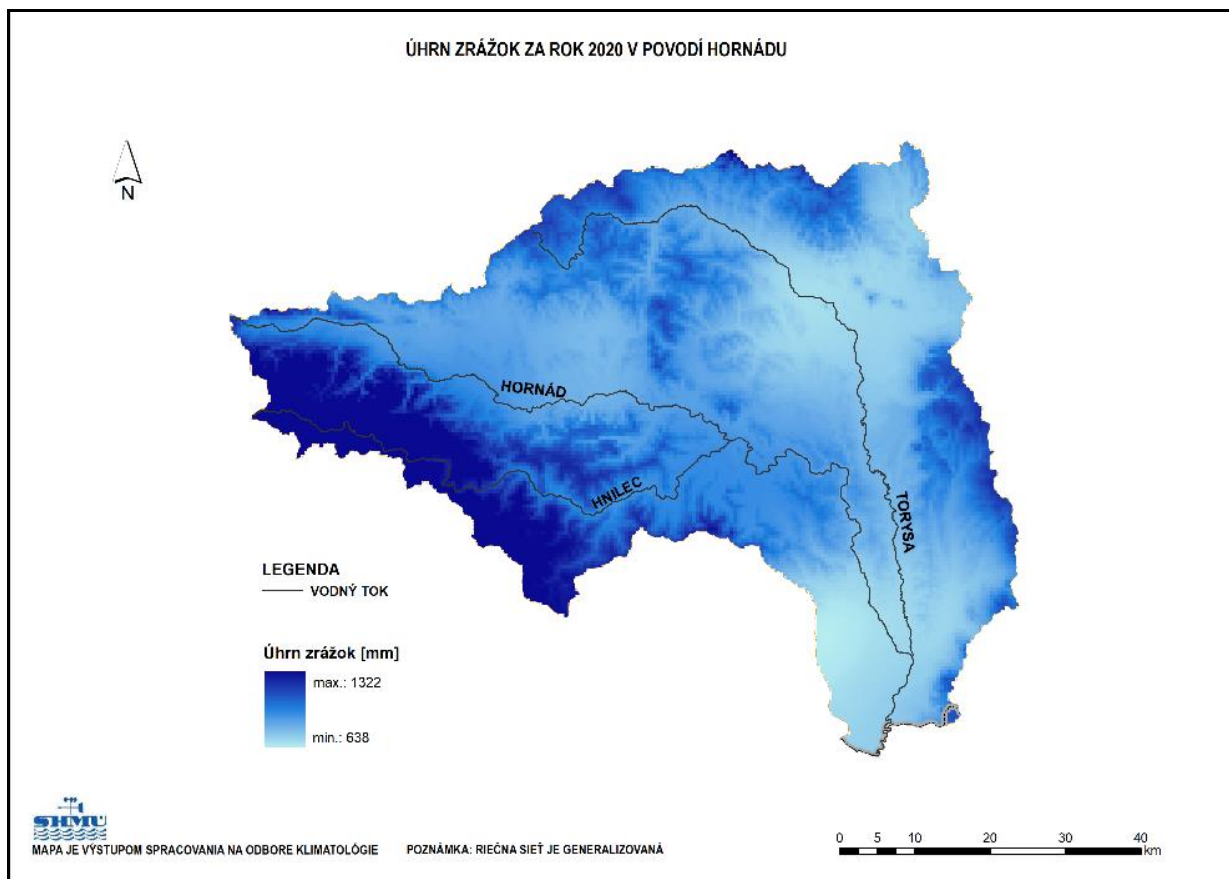 ÚHRN ZRÁŽOK ZA ROK 2020 V POVODÍ HORNÁDU
N
HORNÁD
HNILEC
TORYSA
LEGENDA
VODNÝ TOK
Úhrn zrážok [mm]
max.: 1322
min.: 638
SHMÚ
MAPA JE VÝSTUPOM SPRACOVANIA NA ODBORE KLIMATOLÓGIE
POZNÁMKA: RIEČNA SIEŤ JE GENERALIZOVANÁ
0 5 10 20 30 40
km